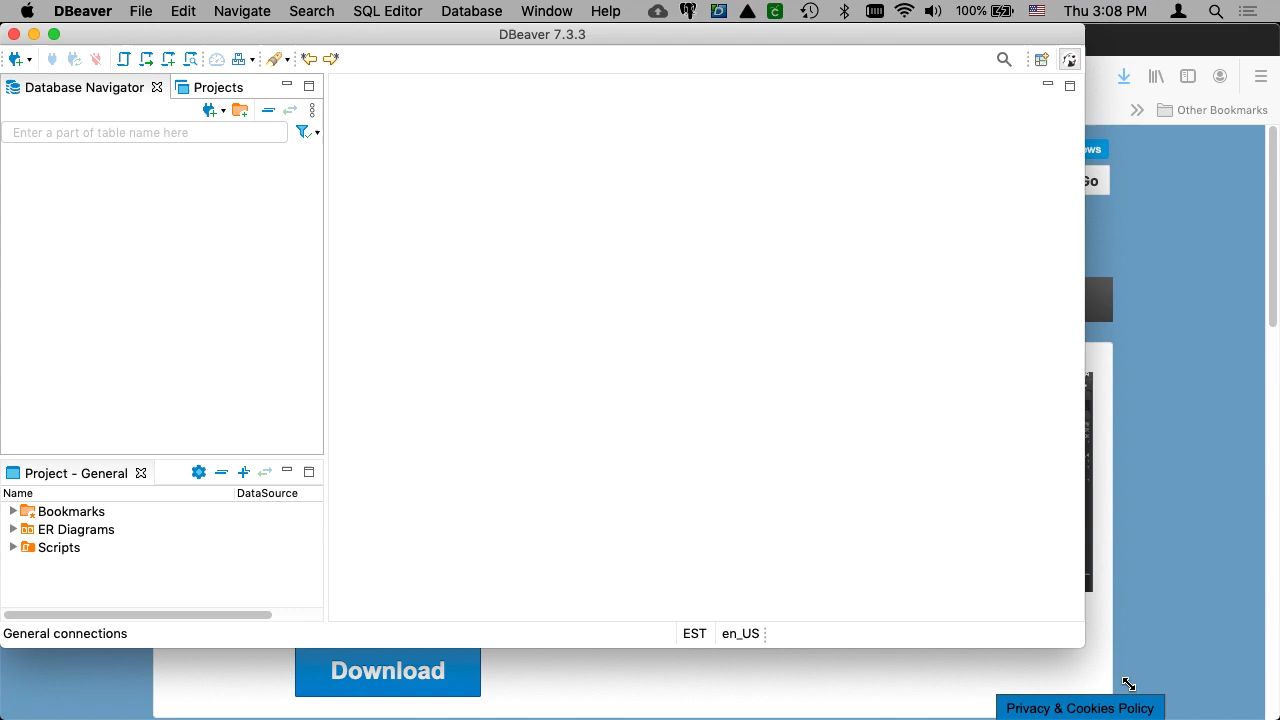 DBeaver File Edit Navigate Search SQL Editor Database Window Help 100% Thu 3:08 PM
DBeaver 7.3.3
Database Navigator Projects
Other Bookmarks
Enter a part of table name here
ews
Go
Project - General
Name DataSource
Bookmarks
ER Diagrams
Scripts
General connections EST en_US
Download
Privacy & Cookies Policy